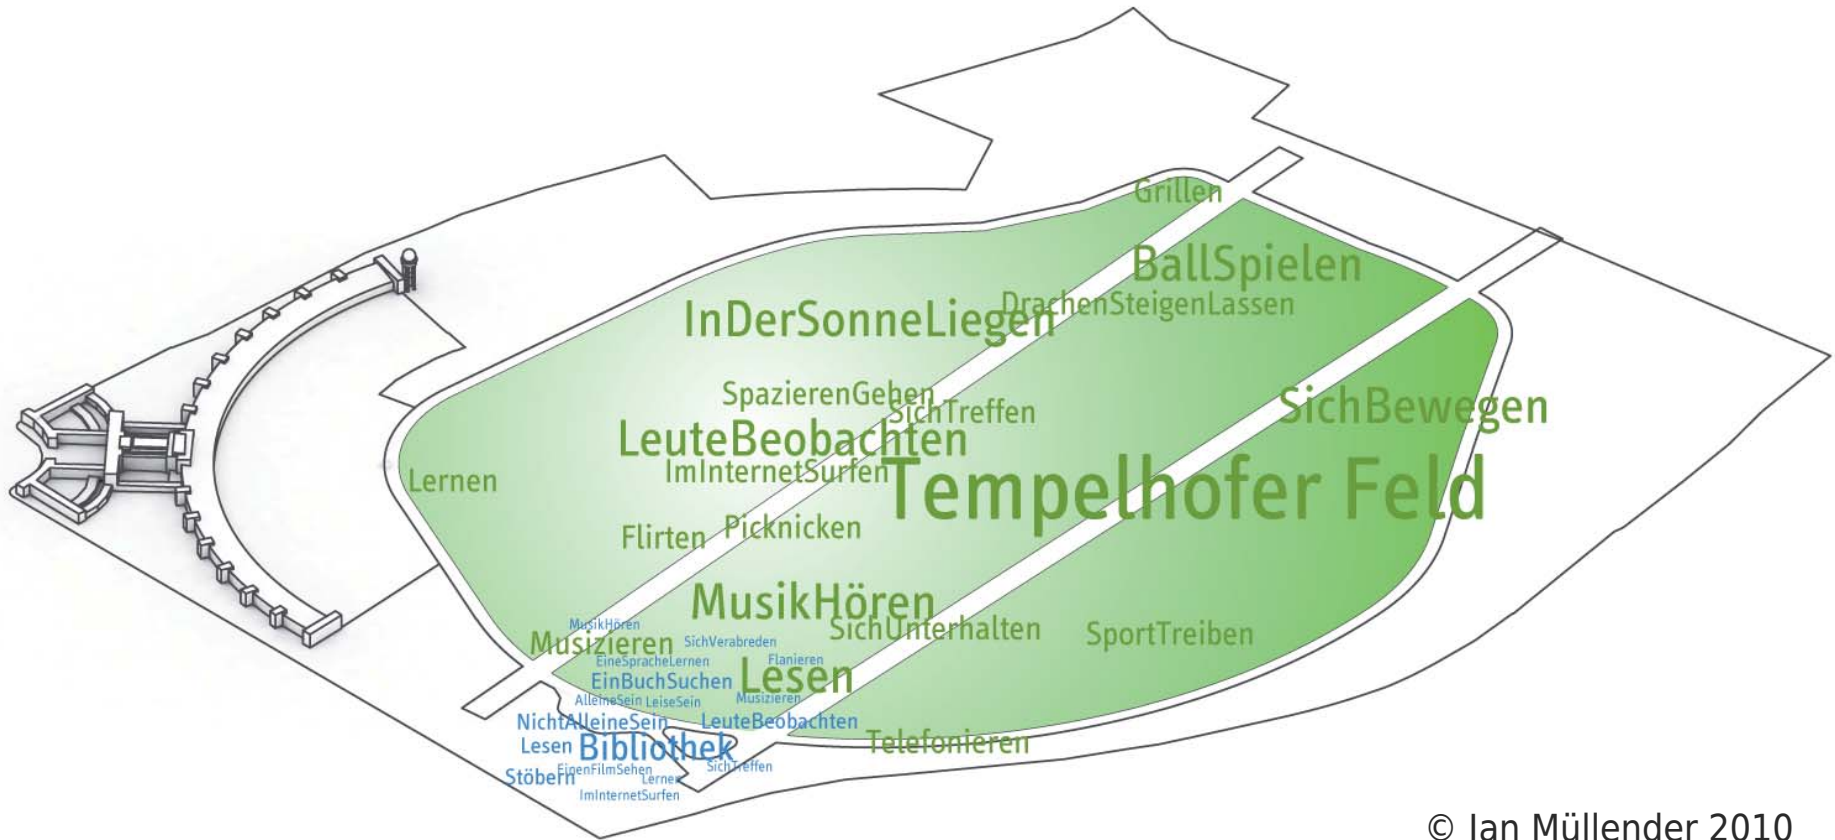 Grillen
BallSpielen
DrachenSteigenLassen
InDerSonneLiegen
SpazierenGehen
SichTreffen
SichBewegen
LeuteBeobachten
ImInternetSurfen
Lernen
Tempelhofer Feld
Flirten
Picknicken
MusikHören
SichUnterhalten
SportTreiben
MusikHören
Musizieren
SichVerabreden
EineSpracheLernen
Flanieren
EinBuchSuchen
Lesen
AlleineSein
LeiseSein
Musizieren
NichtAlleineSein
LeuteBeobachten
Lesen
Bibliothek
Telefonieren
EinenFilmSehen
SichTreffen
Stöbern
Lernen
ImInternetSurfen
© Jan Müllender 2010